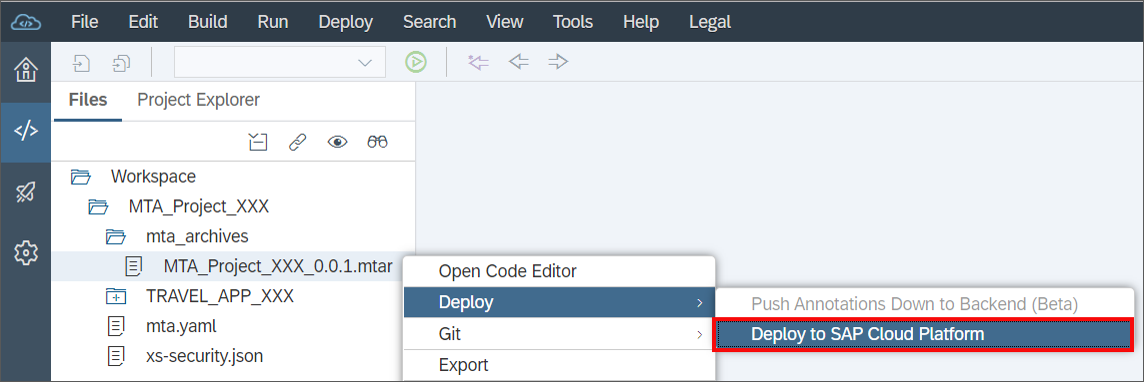 File Edit Build Run Deploy Search View Tools Help Legal
Files Project Explorer
Workspace
MTA_Project_XXX
mta_archives
MTA_Project_XXX_0.0.1.mtar
TRAVEL_APP_XXX
mta.yaml
xs-security.json
Open Code Editor
Deploy
Git
Export
Push Annotations Down to Backend (Beta)
Deploy to SAP Cloud Platform